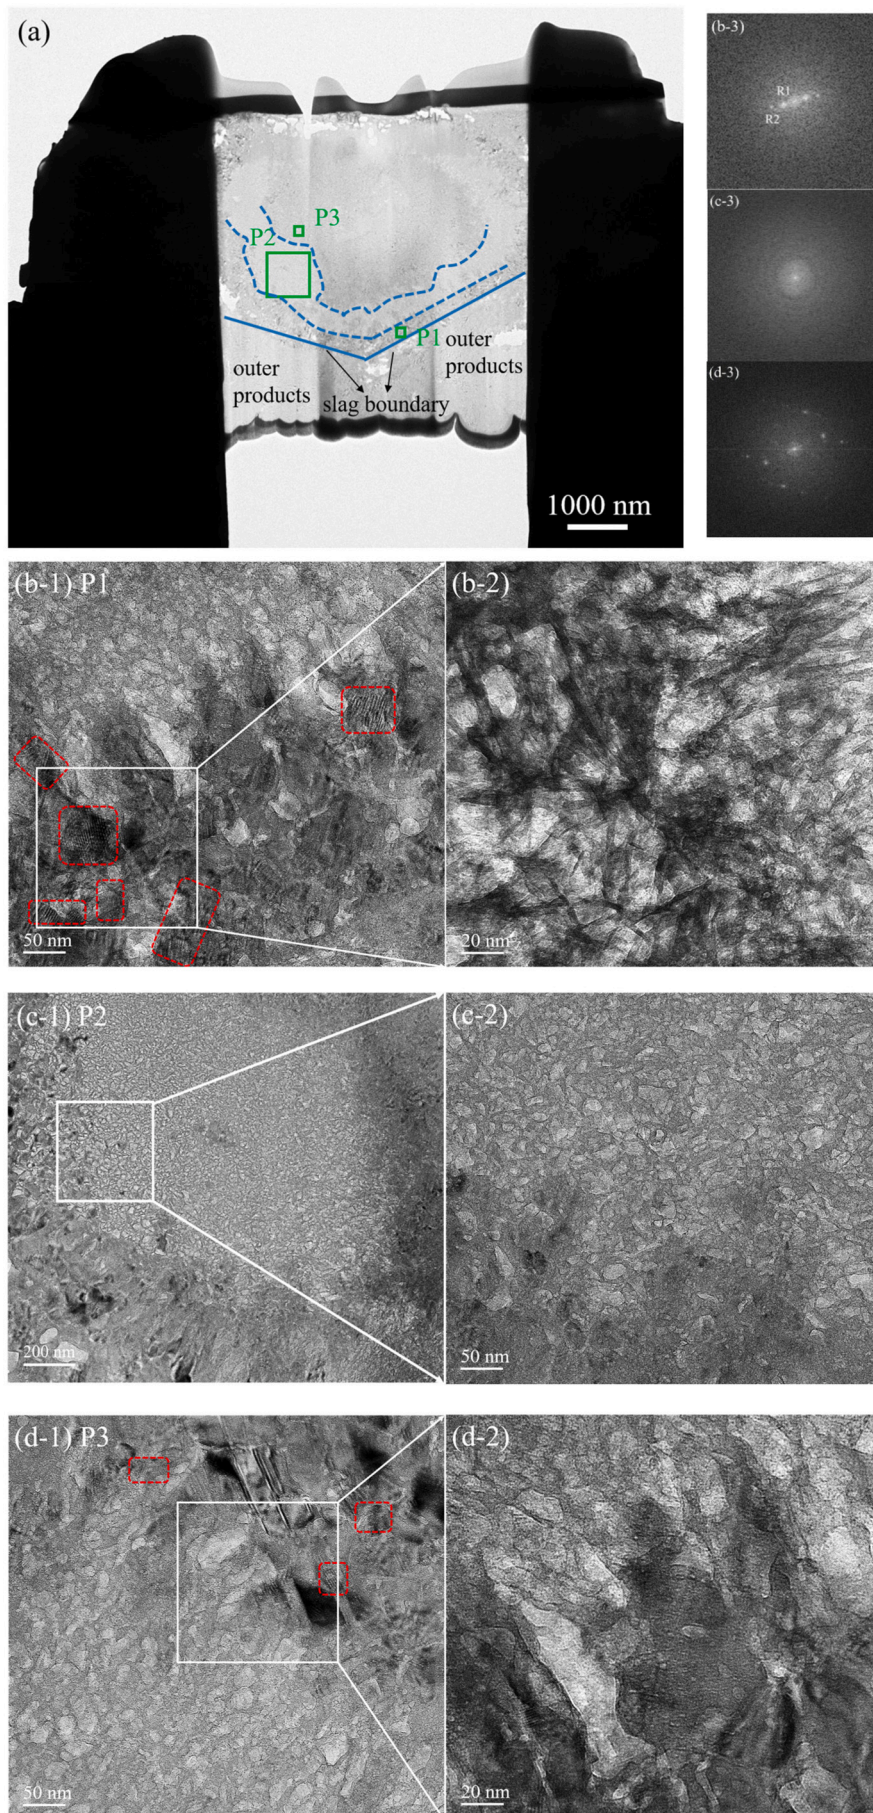 (a)
P3
P2
P1
outer
products
outer
products
slag boundary
1000 nm
(b-3)
R1
R2
(c-3)
(d-3)
(b-1) P1
50 nm
(b-2)
20 nm
(c-1) P2
200 nm
(c-2)
50 nm
(d-1) P3
50 nm
(d-2)
20 nm